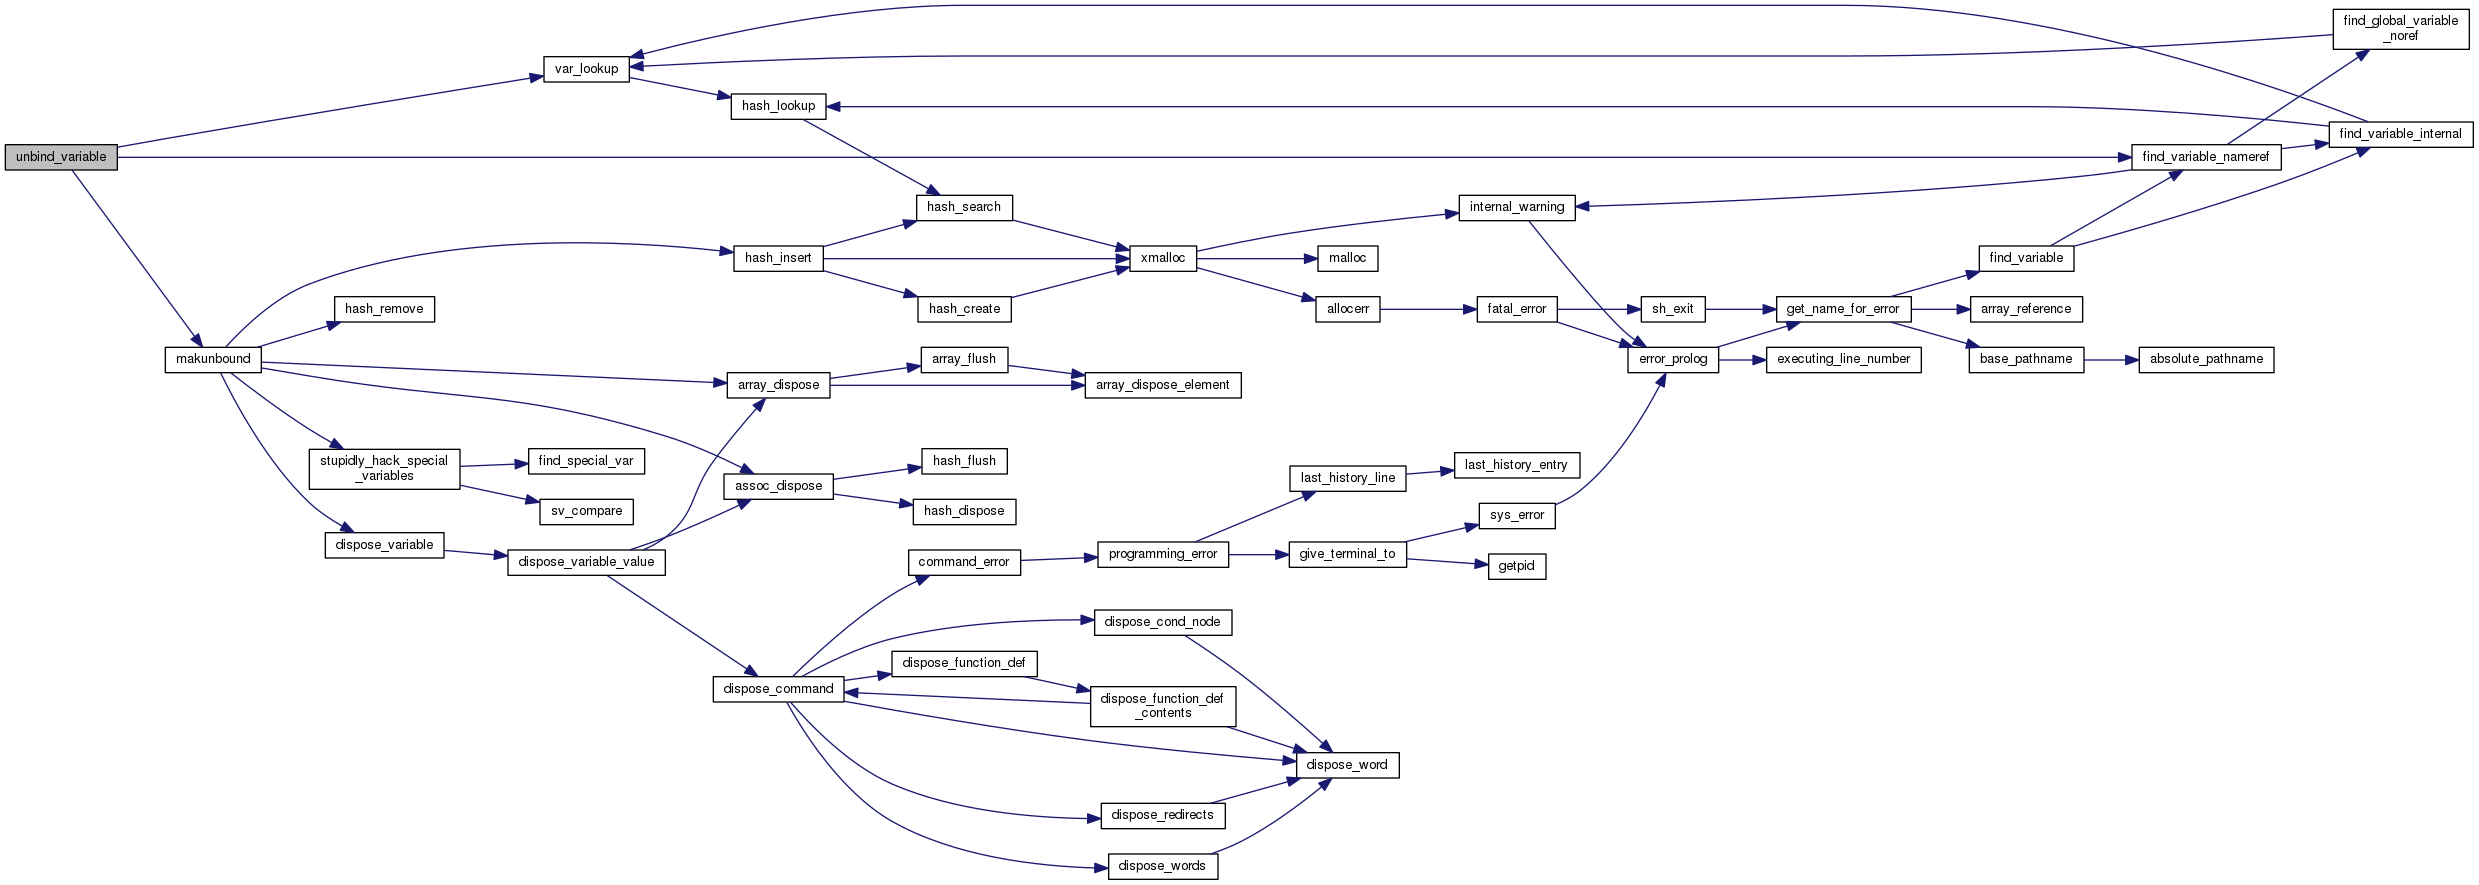 find_global_variable
_noref
var_lookup
hash_lookup
find_variable_internal
unbind_variable
find_variable_nameref
hash_search
internal_warning
hash_insert
xmalloc
malloc
find_variable
hash_remove
hash_create
allocerr
fatal_error
sh_exit
get_name_for_error
array_reference
makunbound
array_flush
error_prolog
executing_line_number
base_pathname
absolute_pathname
array_dispose
array_dispose_element
stupidly_hack_special
_variables
find_special_var
hash_flush
last_history_line
last_history_entry
assoc_dispose
sv_compare
hash_dispose
sys_error
dispose_variable
dispose_variable_value
command_error
programming_error
give_terminal_to
getpid
dispose_cond_node
dispose_function_def
dispose_command
dispose_function_def
_contents
dispose_word
dispose_redirects
dispose_words